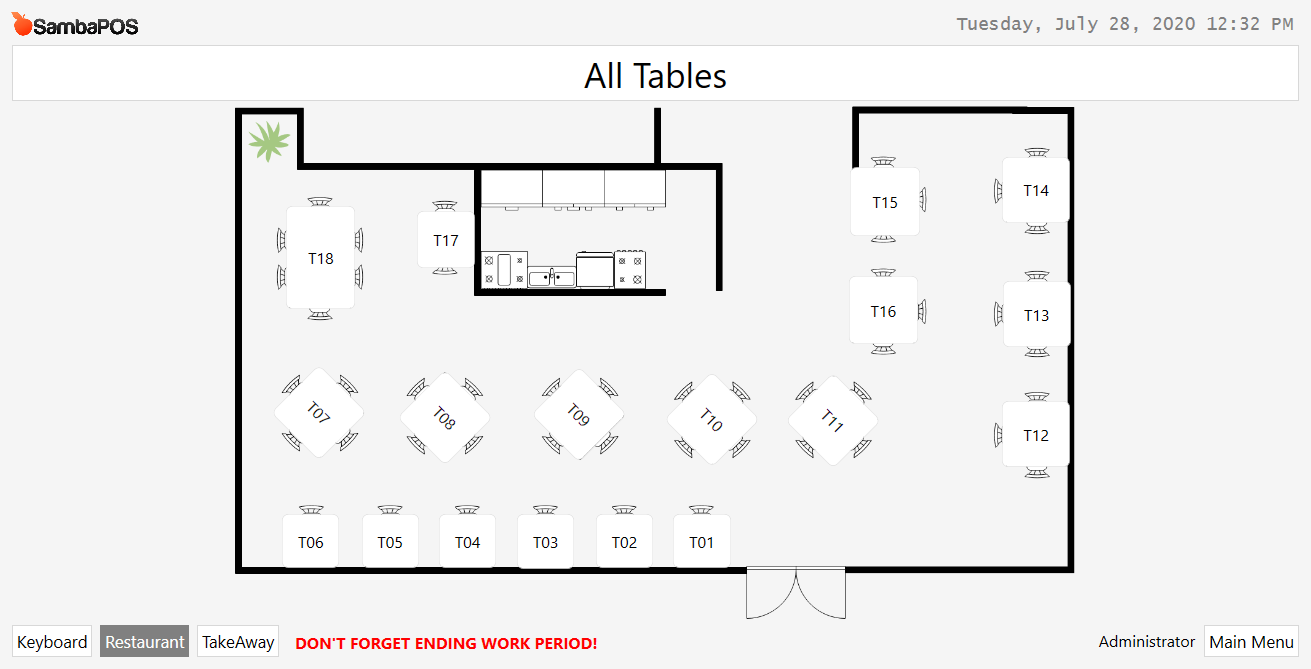 SambaPOS
Tuesday, July 28, 2020 12:32 PM
All Tables
T14
T15
T17
T18
T16
T13
T07
T08
T09
T10
T11
T12
T06
T05
T04
T03
T02
T01
Keyboard
Restaurant
TakeAway
DON'T FORGET ENDING WORK PERIOD!
Administrator
Main Menu